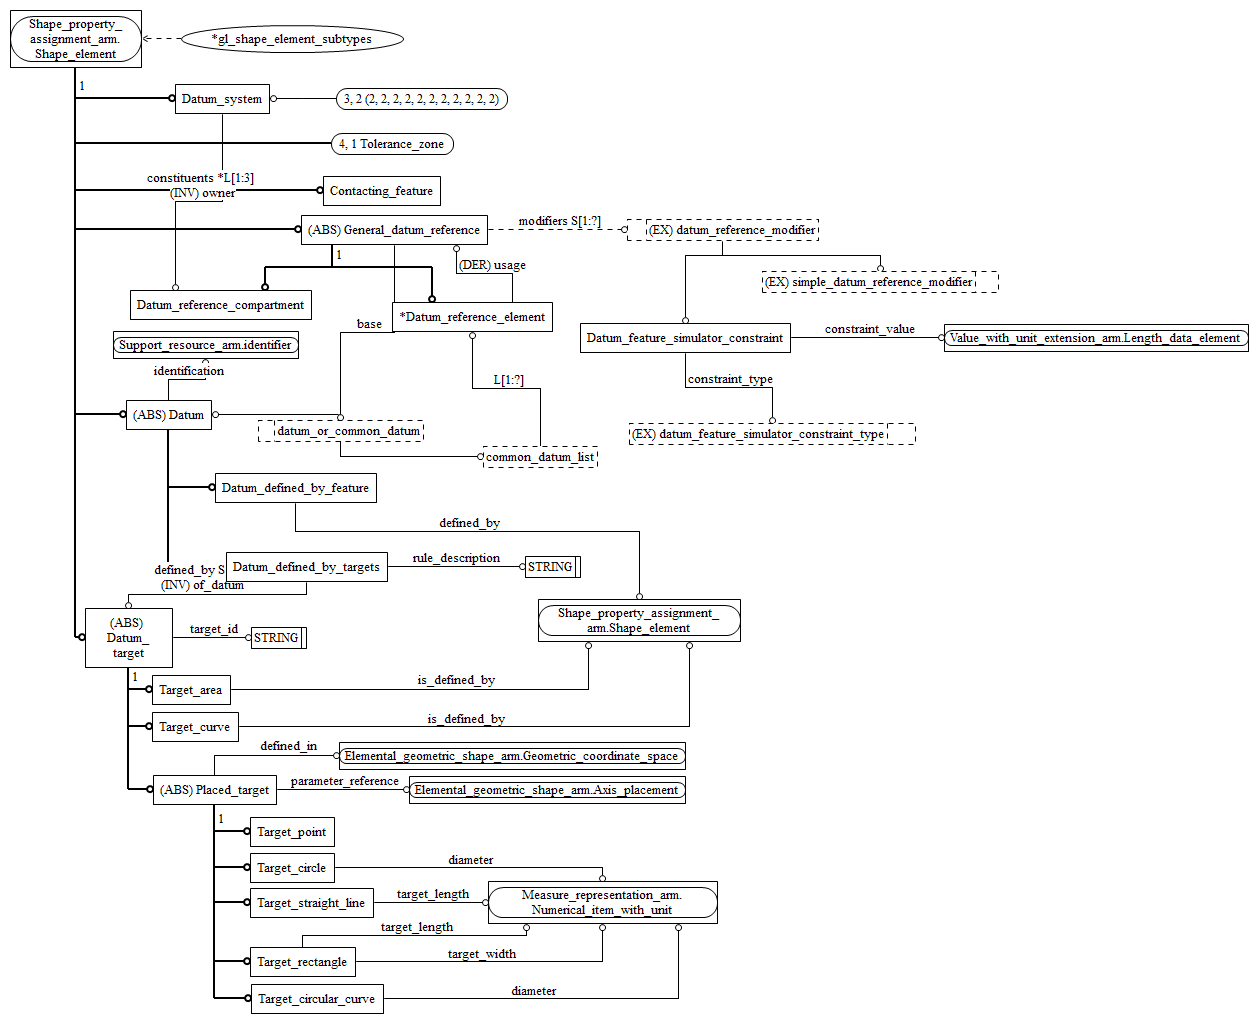 Shape_property_
assignment_arm.
Shape_element
*gl_shape_element_subtypes
1
Datum_system
3, 2 (2, 2, 2, 2, 2, 2, 2, 2, 2, 2, 2)
4, 1 Tolerance_zone
constituents *L[1:3]
(INV) owner
Contacting_feature
(ABS) General_datum_reference
modifiers S[1:?]
(EX) datum_reference_modifier
1
(DER) usage
(EX) simple_datum_reference_modifier
Datum_reference_compartment
*Datum_reference_element
base
Datum_feature_simulator_constraint
constraint_value
Value_with_unit_extension_arm.Length_data_element
Support_resource_arm.identifier
identification
L[1:?]
constraint_type
(ABS) Datum
datum_or_common_datum
(EX) datum_feature_simulator_constraint_type
common_datum_list
Datum_defined_by_feature
defined_by
defined_by S
(INV) of_datum
Datum_defined_by_targets
rule_description
STRING
(ABS)
Datum_
target
target_id
STRING
Shape_property_assignment_
arm.Shape_element
1
Target_area
is_defined_by
Target_curve
is_defined_by
defined_in
Elemental_geometric_shape_arm.Geometric_coordinate_space
(ABS) Placed_target
parameter_reference
Elemental_geometric_shape_arm.Axis_placement
1
Target_point
Target_circle
diameter
Target_straight_line
target_length
Measure_representation_arm.
Numerical_item_with_unit
target_length
Target_rectangle
target_width
Target_circular_curve
diameter